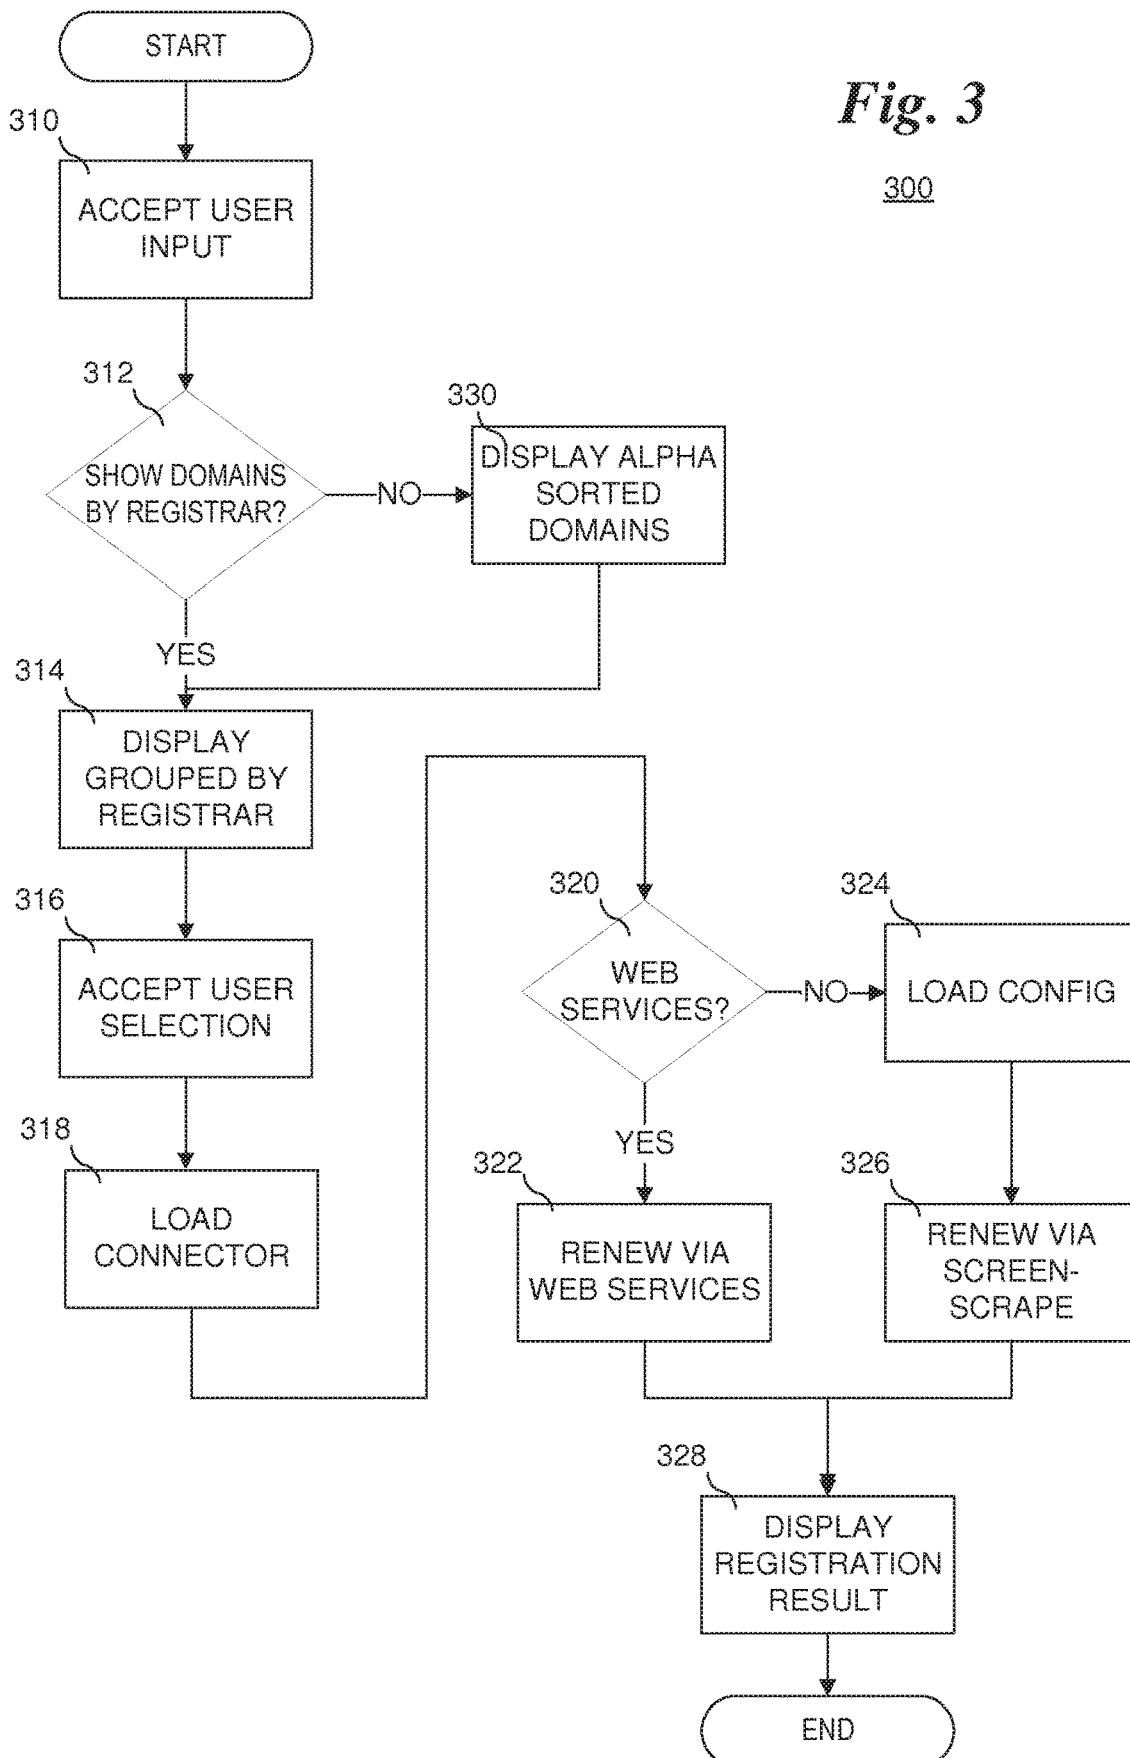 START
Fig. 3
300
310
ACCEPT USER
INPUT
312
SHOW DOMAINS
BY REGISTRAR?
NO
330
DISPLAY ALPHA
SORTED
DOMAINS
YES
314
DISPLAY
GROUPED BY
REGISTRAR
316
ACCEPT USER
SELECTION
318
LOAD
CONNECTOR
320
WEB
SERVICES?
NO
324
LOAD CONFIG
YES
322
RENEW VIA
WEB SERVICES
326
RENEW VIA
SCREEN-
SCRAPE
328
DISPLAY
REGISTRATION
RESULT
END